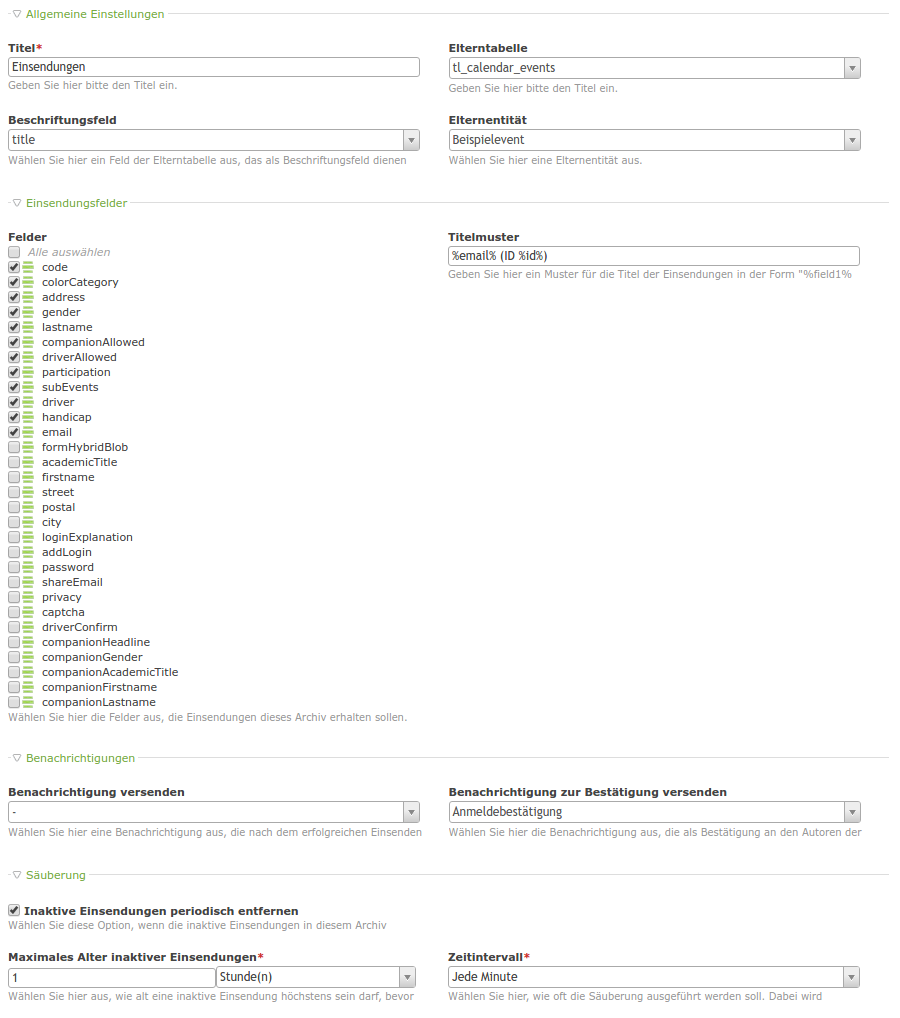 Allgemeine Einstellungen
Titel*
Elterntabelle
Einsendungen
tl_calendar_events
Geben Sie hier bitte den Titel ein.
Geben Sie hier bitte den Titel ein.
Beschriftungsfeld
Elternentität
title
Beispielevent
Wählen Sie hier ein Feld der Elterntabelle aus, das als Beschriftungsfeld dienen
Wählen Sie hier eine Elternentität aus.
Einsendungsfelder
Felder
Titelmuster
Alle auswählen
%email% (ID %id%)
code
Geben Sie hier ein Muster für die Titel der Einsendungen in der Form "%field1%
colorCategory
address
gender
lastname
companionAllowed
driverAllowed
participation
subEvents
driver
handicap
email
formHybridBlob
academicTitle
firstname
street
postal
city
loginExplanation
addLogin
password
shareEmail
privacy
captcha
driverConfirm
companionHeadline
companionGender
companionAcademicTitle
companionFirstname
companionLastname
Wählen Sie hier die Felder aus, die Einsendungen dieses Archiv erhalten sollen.
Benachrichtigungen
Benachrichtigung versenden
Benachrichtigung zur Bestätigung versenden
-
Anmeldebestätigung
Wählen Sie hier eine Benachrichtigung aus, die nach dem erfolgreichen Einsenden
Wählen Sie hier die Benachrichtigung aus, die als Bestätigung an den Autoren der
Säuberung
Inaktive Einsendungen periodisch entfernen
Wählen Sie diese Option, wenn die inaktive Einsendungen in diesem Archiv
Maximales Alter inaktiver Einsendungen*
Zeitintervall*
1 Stunde(n)
Jede Minute
Wählen Sie hier aus, wie alt eine inaktive Einsendung höchstens sein darf, bevor
Wählen Sie hier, wie oft die Säuberung ausgeführt werden soll. Dabei wird